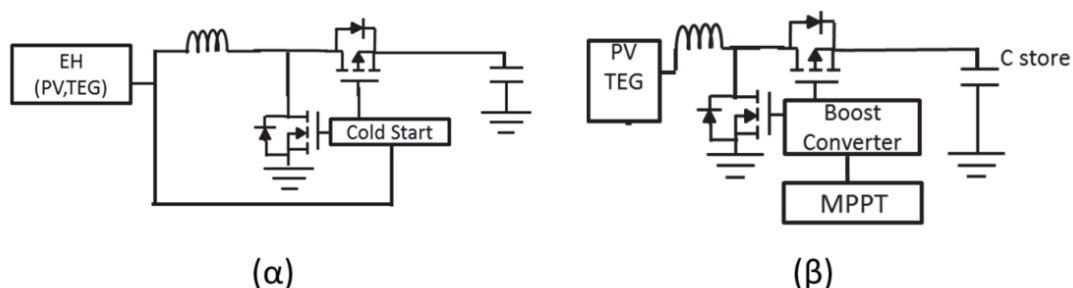 EH
(PV,TEG)
Cold Start
(α)
PV
TEG
C store
Boost
Converter
MPPT
(β)